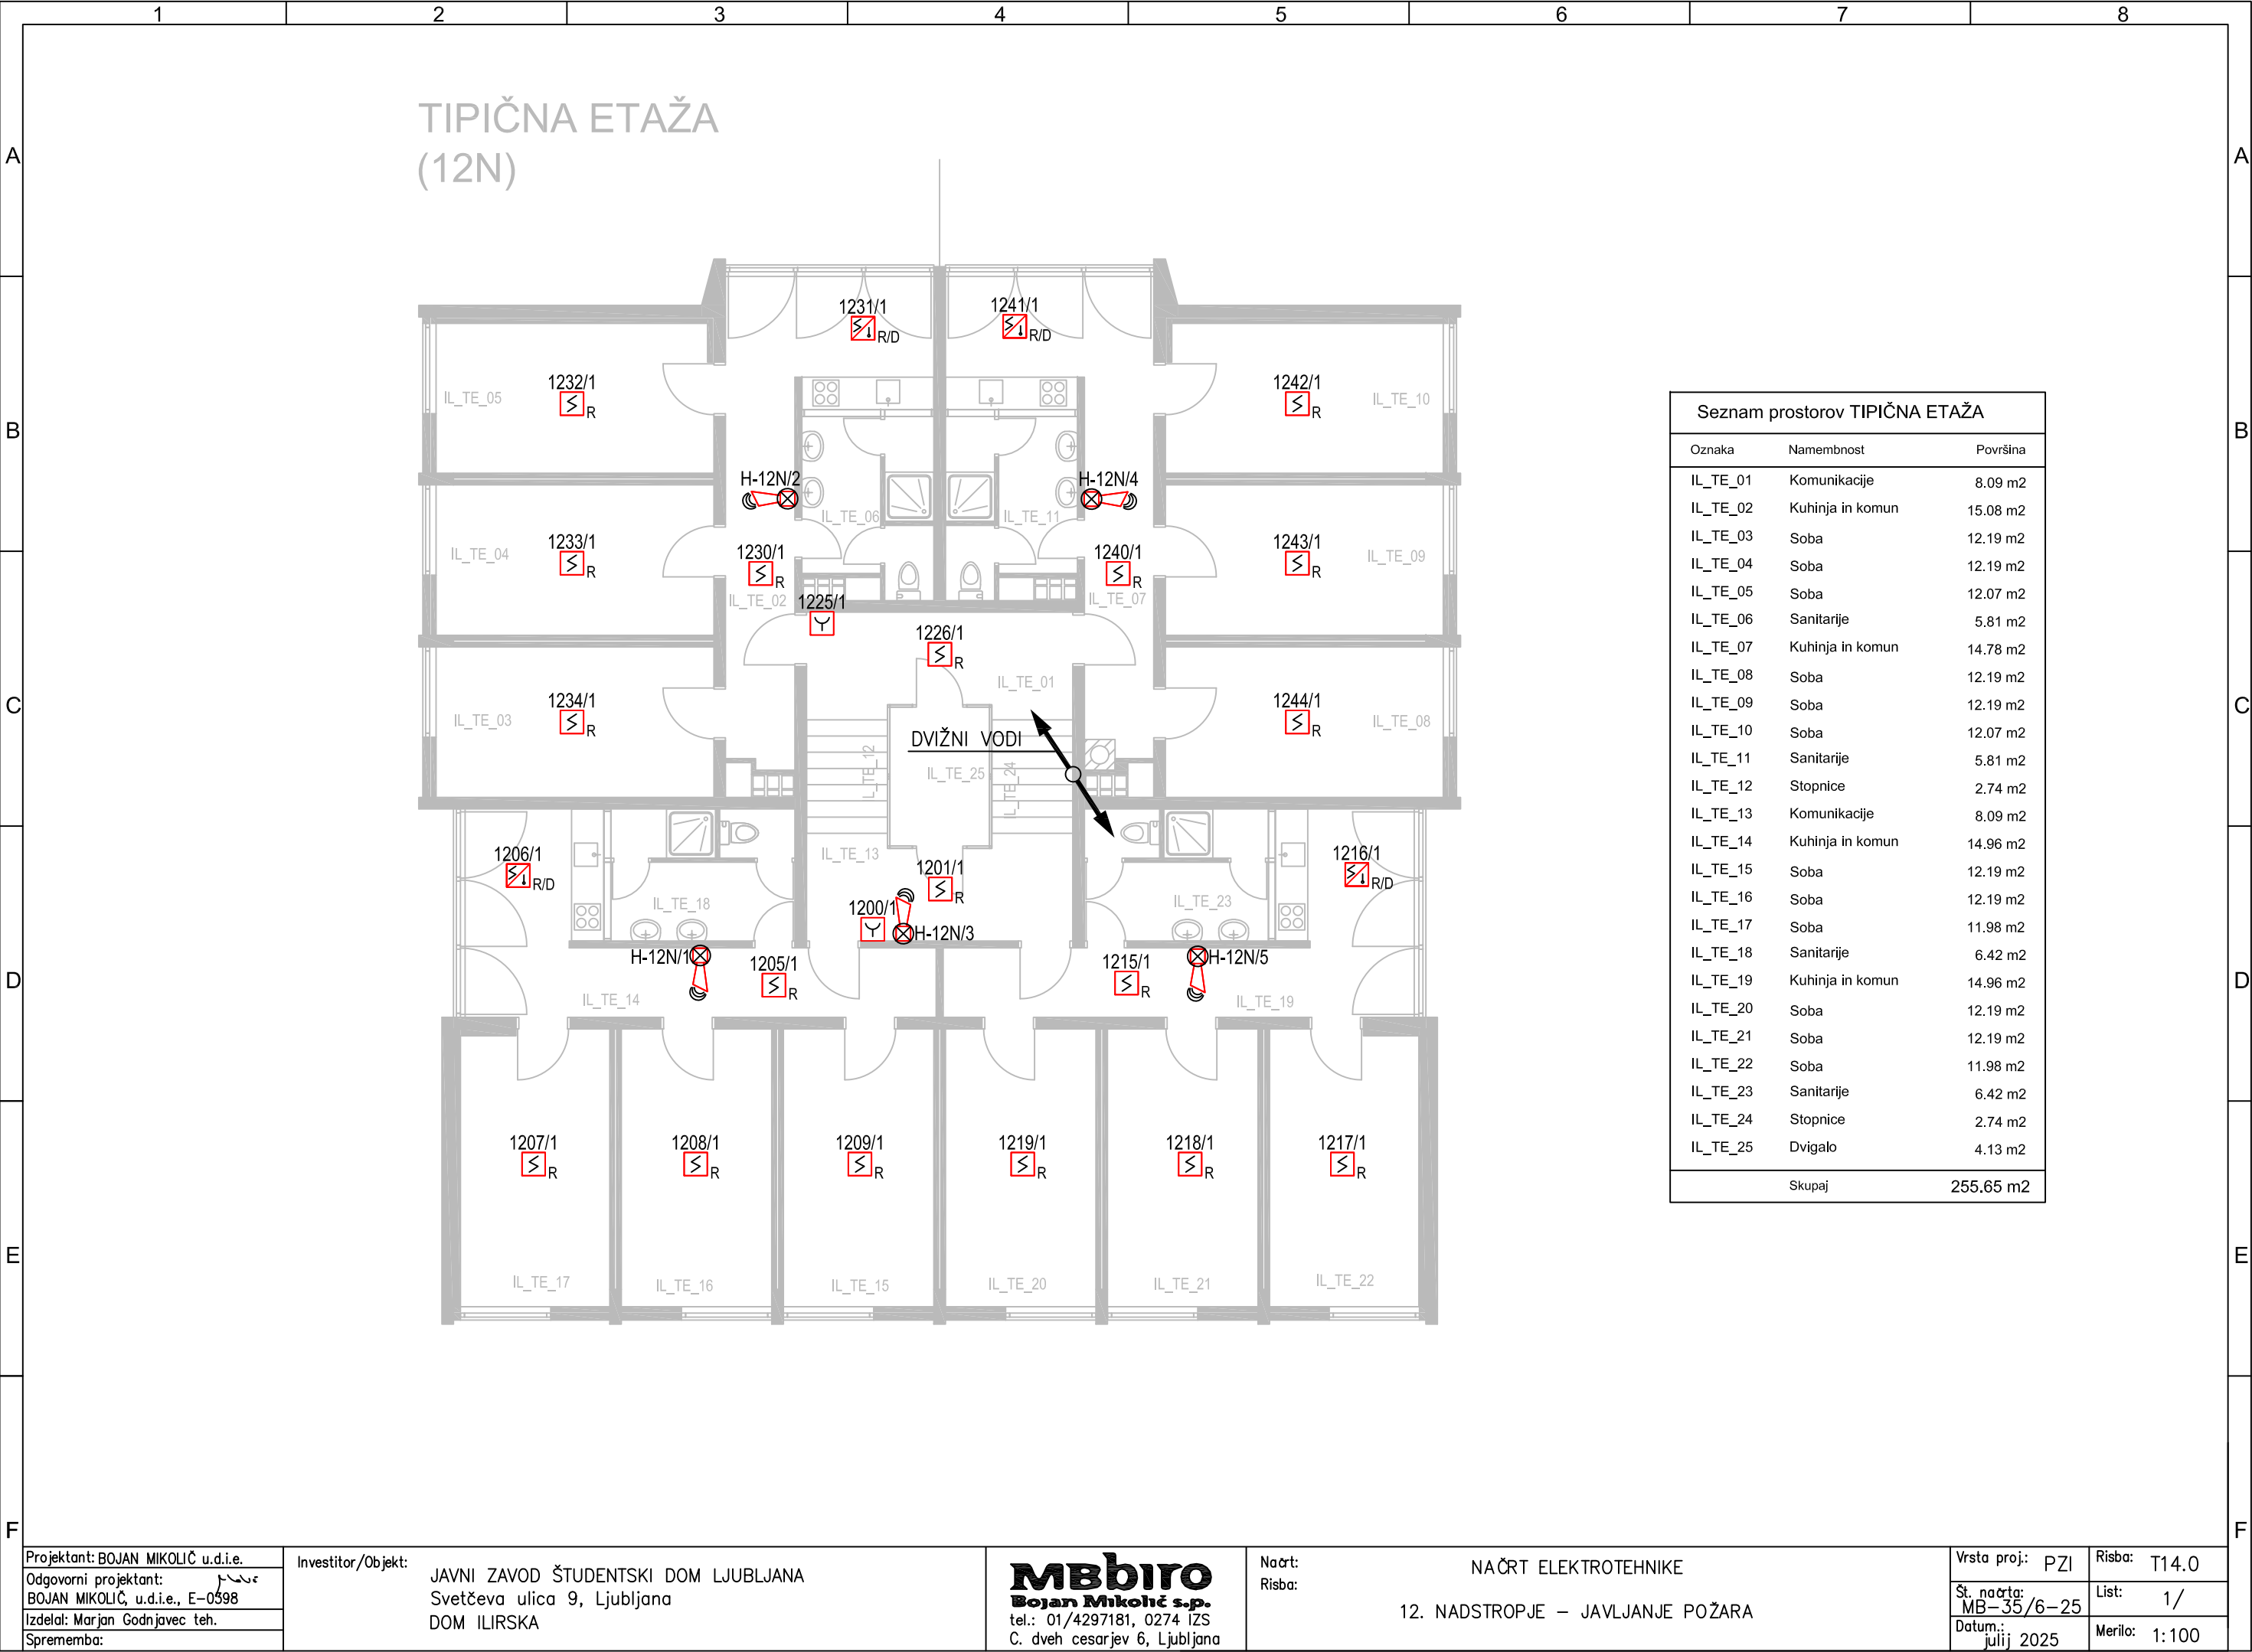 1 2 3 4 5 6 7 8
A A
B B
C C
D D
E E
F F
TIPIČNA ETAŽA
(12N)
1231/1
R/D
1241/1
R/D
IL_TE_05
1232/1
R
1242/1
R
IL_TE_10
H-12N/2
H-12N/4
IL_TE_06
IL_TE_11
IL_TE_04
1233/1
R
1230/1
R
1240/1
R
1243/1
R
IL_TE_09
IL_TE_02
IL_TE_07
1225/1
1226/1
R
IL_TE_01
IL_TE_03
1234/1
R
1244/1
R
IL_TE_08
DVIŽNI VODI
IL_TE_12
IL_TE_25
IL_TE_24
IL_TE_13
1206/1
R/D
1201/1
R
1216/1
R/D
IL_TE_18
IL_TE_23
1200/1
H-12N/3
H-12N/1
H-12N/5
1205/1
R
1215/1
R
IL_TE_14
IL_TE_19
1207/1
R
1208/1
R
1209/1
R
1219/1
R
1218/1
R
1217/1
R
IL_TE_17
IL_TE_16
IL_TE_15
IL_TE_20
IL_TE_21
IL_TE_22
Seznam prostorov TIPIČNA ETAŽA
Oznaka Namembnost Površina
IL_TE_01 Komunikacije 8.09 m2
IL_TE_02 Kuhinja in komun 15.08 m2
IL_TE_03 Soba 12.19 m2
IL_TE_04 Soba 12.19 m2
IL_TE_05 Soba 12.07 m2
IL_TE_06 Sanitarije 5.81 m2
IL_TE_07 Kuhinja in komun 14.78 m2
IL_TE_08 Soba 12.19 m2
IL_TE_09 Soba 12.19 m2
IL_TE_10 Soba 12.07 m2
IL_TE_11 Sanitarije 5.81 m2
IL_TE_12 Stopnice 2.74 m2
IL_TE_13 Komunikacije 8.09 m2
IL_TE_14 Kuhinja in komun 14.96 m2
IL_TE_15 Soba 12.19 m2
IL_TE_16 Soba 12.19 m2
IL_TE_17 Soba 11.98 m2
IL_TE_18 Sanitarije 6.42 m2
IL_TE_19 Kuhinja in komun 14.96 m2
IL_TE_20 Soba 12.19 m2
IL_TE_21 Soba 12.19 m2
IL_TE_22 Soba 11.98 m2
IL_TE_23 Sanitarije 6.42 m2
IL_TE_24 Stopnice 2.74 m2
IL_TE_25 Dvigalo 4.13 m2
Skupaj 255.65 m2
Projektant: BOJAN MIKOLIČ u.d.i.e.
Odgovorni projektant:
BOJAN MIKOLIČ, u.d.i.e., E-0598
Izdelal: Marjan Godnjavec teh.
Sprememba:
Investitor/Objekt:
JAVNI ZAVOD ŠTUDENTSKI DOM LJUBLJANA
Svetčeva ulica 9, Ljubljana
DOM ILIRSKA
MBbiro
Bojan Mikolič s.p.
tel.: 01/4297181, 0274 IZS
C. dveh cesarjev 6, Ljubljana
Načrt: NAČRT ELEKTROTEHNIKE
Risba:
12. NADSTROPJE – JAVLJANJE POŽARA
Vrsta proj.: PZI
Št. načrta:
MB-35/6-25
Datum.:
julij 2025
Risba: T14.0
List: 1/
Merilo: 1:100